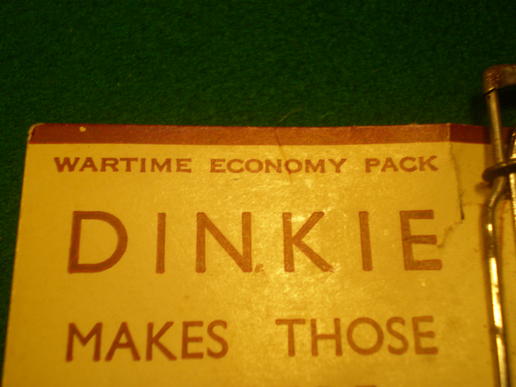 WARTIME ECONOMY PACK
DINKIE
MAKES THOSE